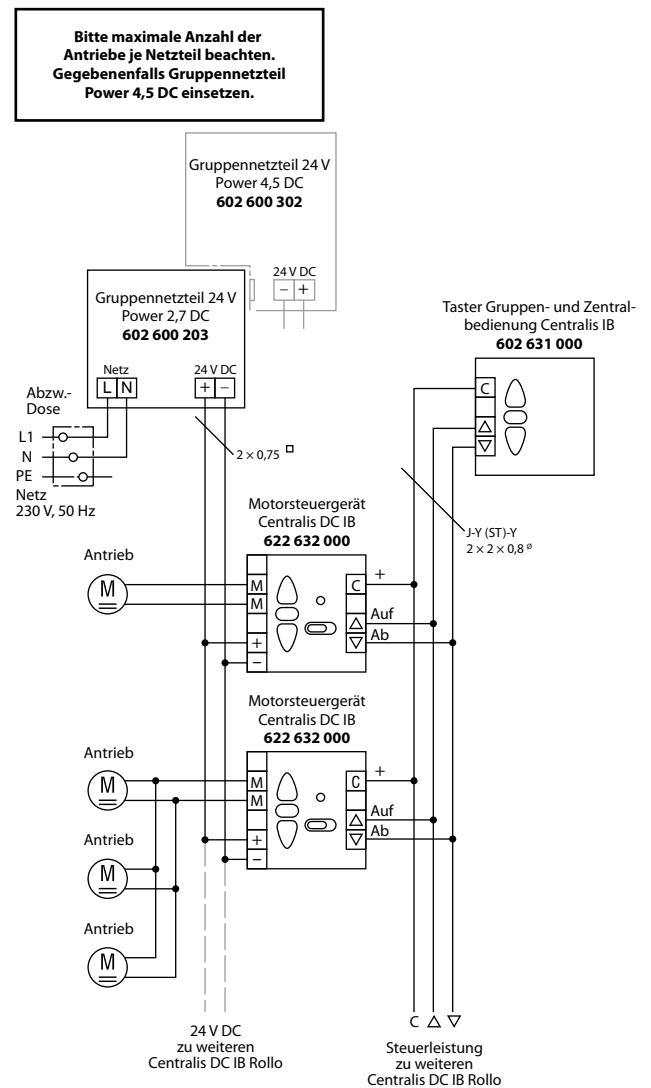 Bitte maximale Anzahl der
Antriebe je Netzteil beachten.
Gegebenenfalls Gruppennetzteil
Power 4,5 DC einsetzen.
Gruppennetzteil 24 V
Power 4,5 DC
602 600 302
24 V DC
– +
Gruppennetzteil 24 V
Power 2,7 DC
602 600 203
Netz
L N
24 V DC
+ –
Taster Gruppen- und Zentral-
bedienung Centralis IB
602 631 000
C
△
▽
Abzw.-
Dose
L1
N
PE
Netz
230 V, 50 Hz
2 × 0,75 □
J-Y (ST)-Y
2 × 2 × 0,8 ø
Motorsteuergerät
Centralis DC IB
622 632 000
Antrieb
M
M
M
+
–
C
△
▽
+
Auf
Ab
Motorsteuergerät
Centralis DC IB
622 632 000
Antrieb
M
M
M
+
–
C
△
▽
+
Auf
Ab
Antrieb
M
Antrieb
M
24 V DC
zu weiteren
Centralis DC IB Rollo
C △ ▽
Steuerleistung
zu weiteren
Centralis DC IB Rollo